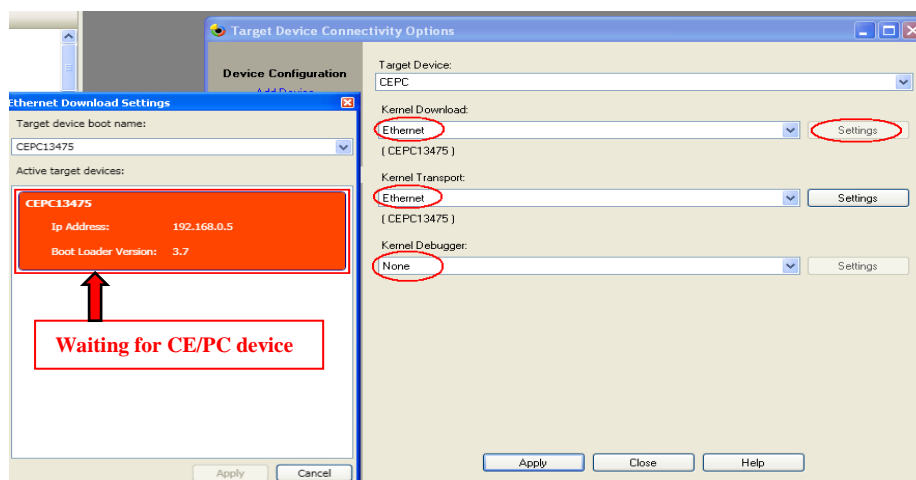 Target Device Connectivity Options
Device Configuration
Add Device
Target Device:
CEPC
Kernel Download:
Ethernet
Settings
( CEPC13475 )
Kernel Transport:
Ethernet
Settings
( CEPC13475 )
Kernel Debugger:
None
Settings
Apply
Close
Help
Ethernet Download Settings
Target device boot name:
CEPC13475
Active target devices:
CEPC13475
Ip Address: 192.168.0.5
Boot Loader Version: 3.7
Waiting for CE/PC device
Apply
Cancel